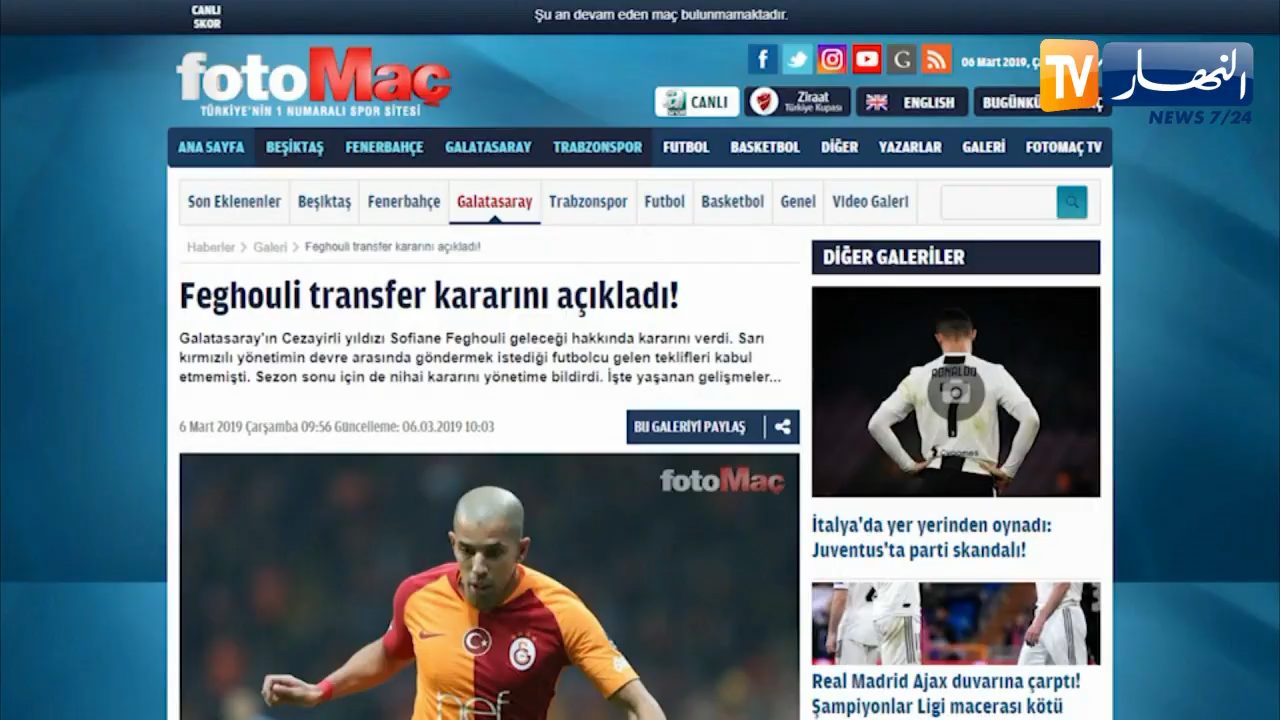 CANLI
SKOR
Şu an devam eden maç bulunmamaktadır.
fotoMaç
TÜRKİYE'NİN 1 NUMARALI SPOR SİTESİ
06 Mart 2019,
TV
النهار
NEWS 7/24
CANLI
Ziraat
Türkiye Kupası
ENGLISH
ANA SAYFA BEŞİKTAŞ FENERBAHÇE GALATASARAY TRABZONSPOR FUTBOL BASKETBOL DİĞER YAZARLAR GALERİ FOTOMAÇ TV
Son Eklenenler Beşiktaş Fenerbahçe Galatasaray Trabzonspor Futbol Basketbol Genel Video Galeri
Haberler > Galeri > Feghouli transfer kararını açıkladı!
Feghouli transfer kararını açıkladı!
Galatasaray'ın Cezayirli yıldızı Sofiane Feghouli geleceği hakkında kararını verdi. Sarı
kırmızılı yönetimin devre arasında göndermek istediği futbolcu gelen teklifleri kabul
etmemişti. Sezon sonu için de nihai kararını yönetime bildirdi. İşte yaşanan gelişmeler...
6 Mart 2019 Çarşamba 09:56 Güncelleme: 06.03.2019 10:03
BU GALERİYİ PAYLAŞ
fotoMaç
nef
DİĞER GALERİLER
RONALDO
7
Cygames
İtalya'da yer yerinden oynadı:
Juventus'ta parti skandalı!
Real Madrid Ajax duvarına çarptı!
Şampiyonlar Ligi macerası kötü